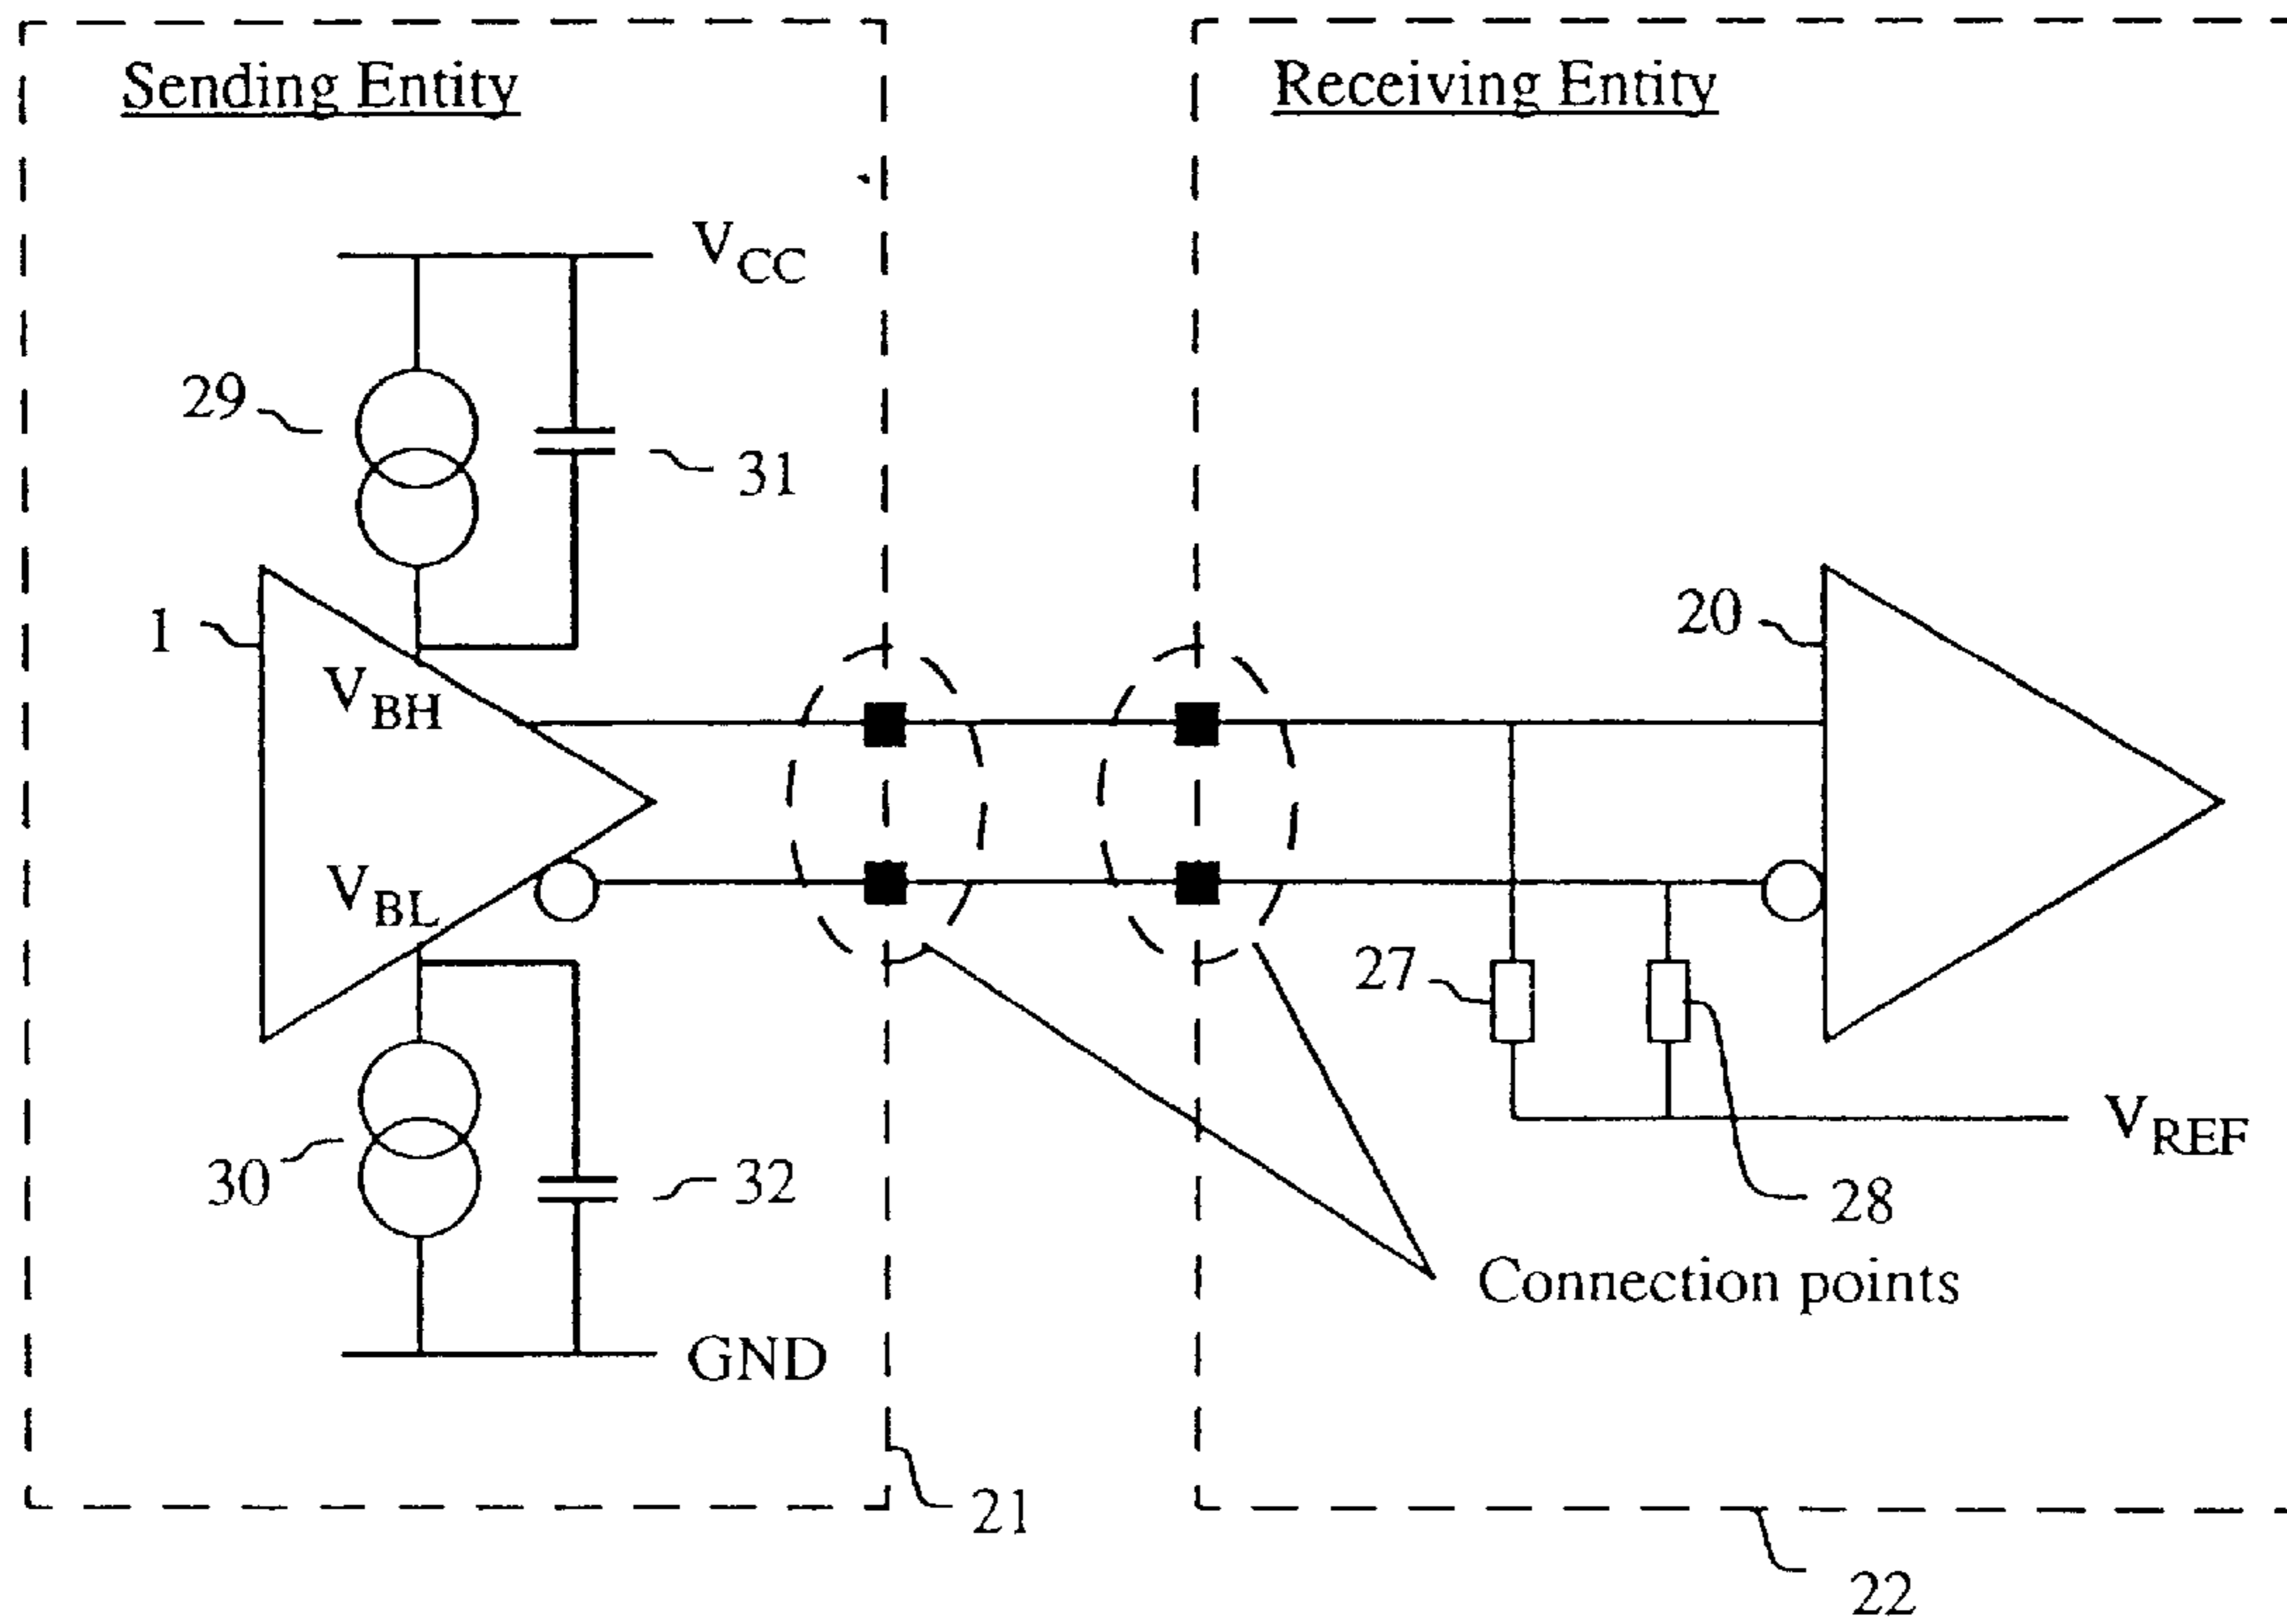 Sending Entity
Receiving Entity
VCC
29
31
1
20
VBH
VBL
27
30
32
VREF
28
Connection points
GND
21
22